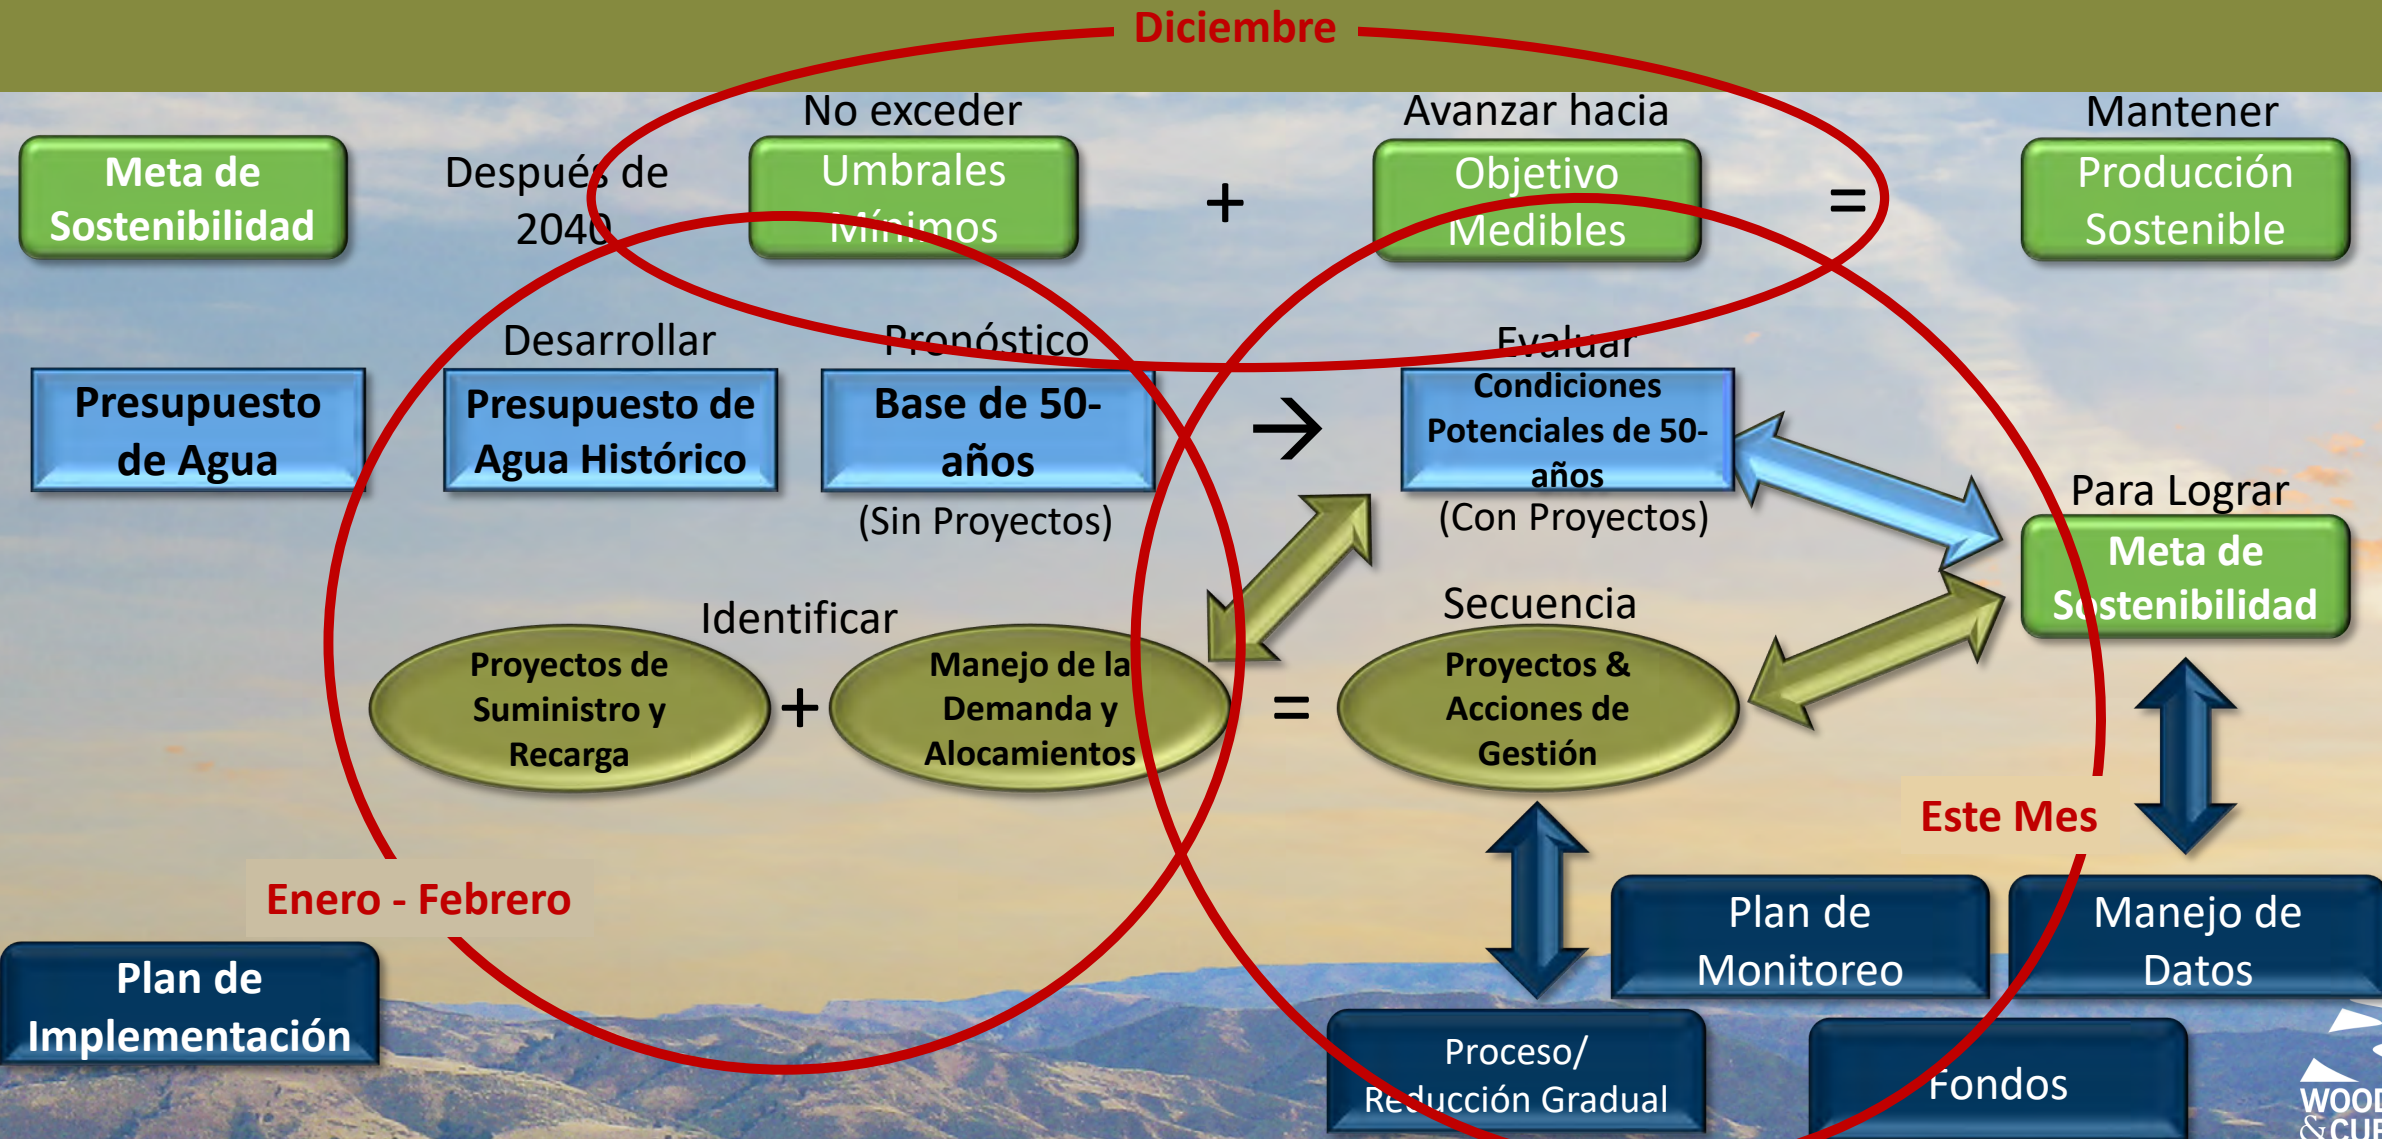 Diciembre
No exceder
Avanzar hacia
Mantener
Meta de
Sostenibilidad
Después de
2040
Umbrales
Mínimos
+
Objetivo
Medibles
=
Producción
Sostenible
Desarrollar
Pronóstico
Evaluar
Presupuesto
de Agua
Presupuesto de
Agua Histórico
Base de 50-
años
(Sin Proyectos)
Condiciones
Potenciales de 50-
años
(Con Proyectos)
Para Lograr
Meta de
Sostenibilidad
Identificar
Secuencia
Proyectos de
Suministro y
Recarga
+
Manejo de la
Demanda y
Alocamientos
=
Proyectos &
Acciones de
Gestión
Este Mes
Enero - Febrero
Plan de
Implementación
Plan de
Monitoreo
Manejo de
Datos
Proceso/
Reducción Gradual
Fondos